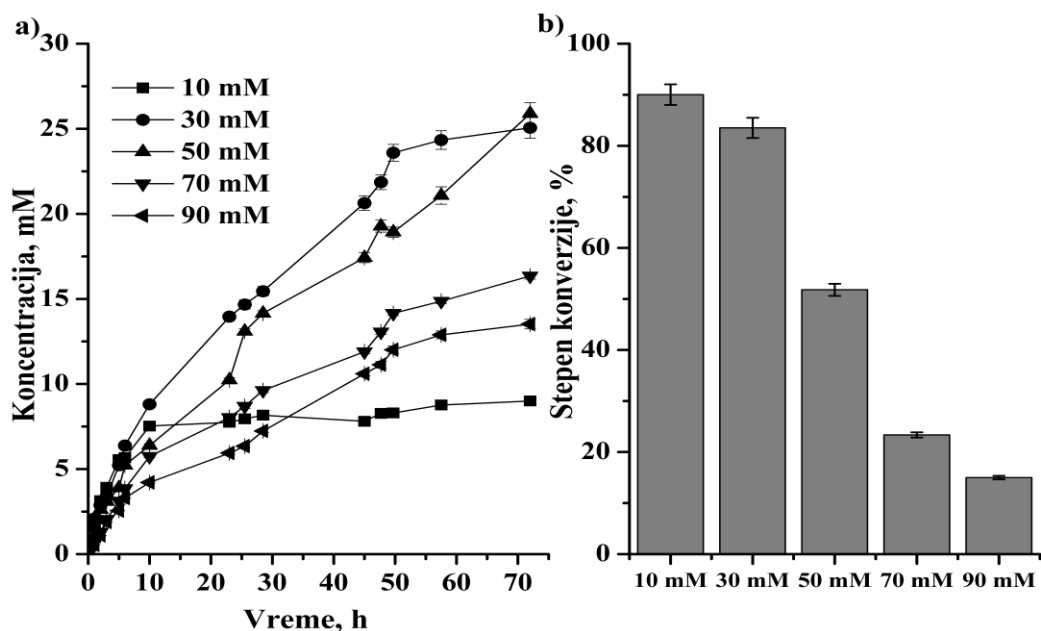 a)
30
25
20
15
10
5
0
Koncentracija, mM
10 mM
30 mM
50 mM
70 mM
90 mM
0 10 20 30 40 50 60 70
Vreme, h
b)
100
80
60
40
20
0
Stepen konverzije, %
10 mM 30 mM 50 mM 70 mM 90 mM